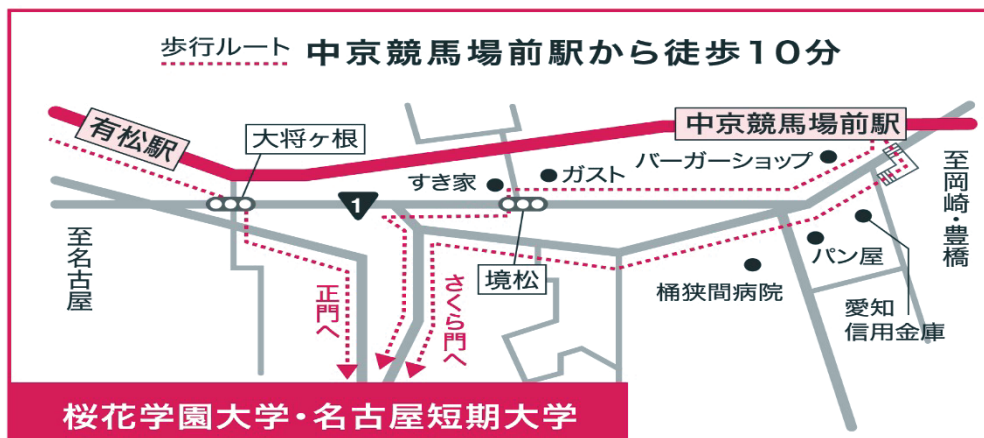 歩行ルート 中京競馬場前駅から徒歩10分
有松駅
大将ヶ根
中京競馬場前駅
すき家
ガスト
バーガーショップ
1
至名古屋
至岡崎・豊橋
境松
パン屋
桶狭間病院
愛知
信用金庫
正門へ
さくら門へ
桜花学園大学・名古屋短期大学